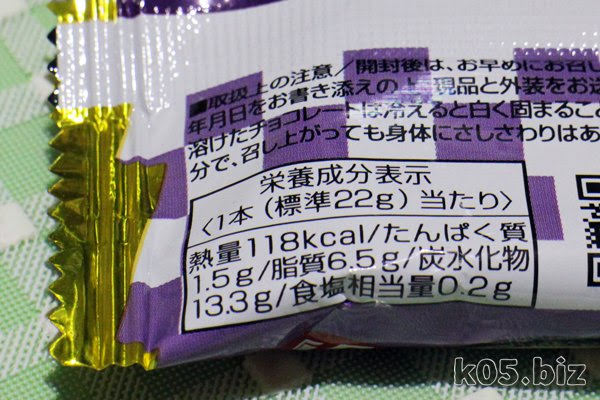 ■取扱上の注意/開封後は、お早めにお召し
年月日をお書き添えの上、現品と外装をお送
溶けたチョコレートは冷えると白く固まること
分で、召し上がっても身体にさしさわりはあ
栄養成分表示
〈1本(標準22g)当たり〉
熱量118kcal/たんぱく質
1.5g/脂質6.5g/炭水化物
13.3g/食塩相当量0.2g
k05.biz